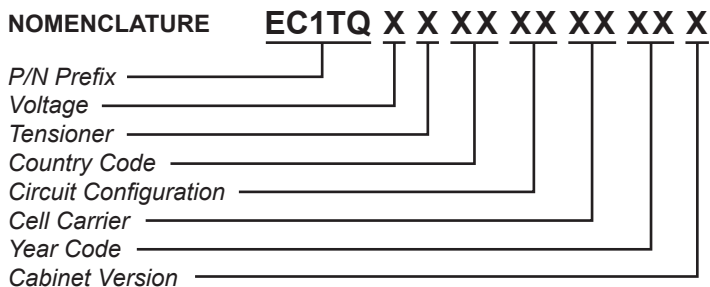 NOMENCLATURE EC1TQ X X XX XX XX XX X
P/N Prefix
Voltage
Tensioner
Country Code
Circuit Configuration
Cell Carrier
Year Code
Cabinet Version